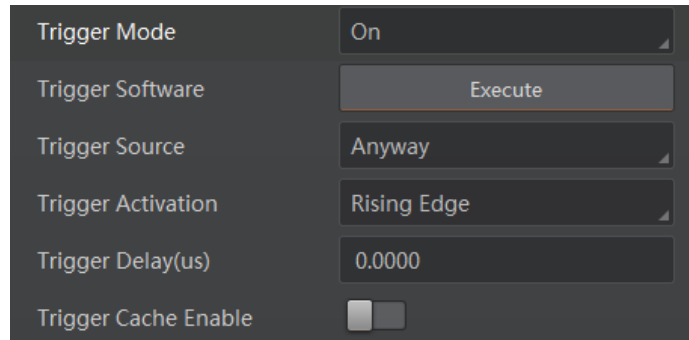 Trigger Mode On
Trigger Software Execute
Trigger Source Anyway
Trigger Activation Rising Edge
Trigger Delay(us) 0.0000
Trigger Cache Enable